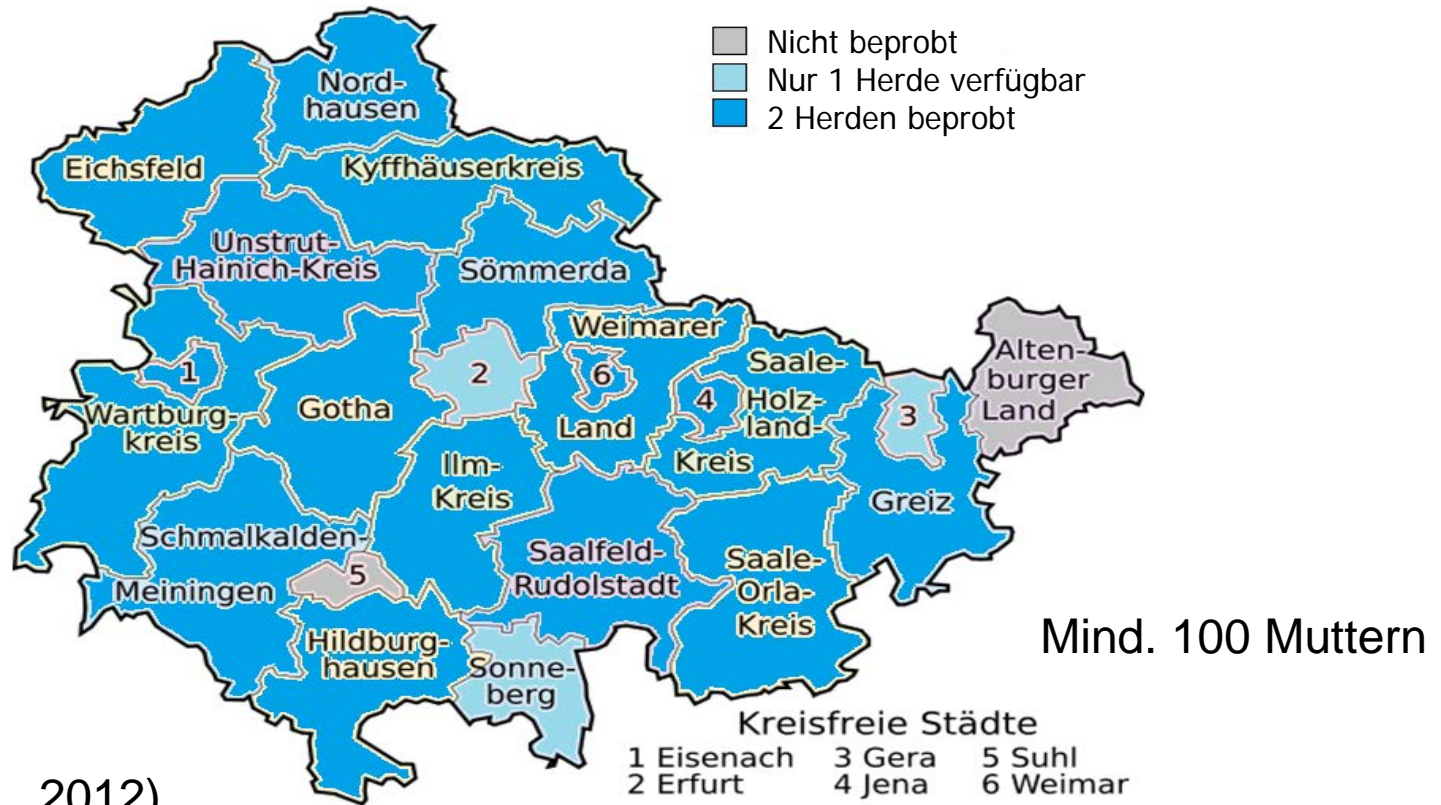 Nicht beprobt
Nur 1 Herde verfügbar
2 Herden beprobt
Nord-
hausen
Eichsfeld
Kyffhäuserkreis
Unstrut-
Hainich-Kreis
Sömmerda
Weimarer
Land
Saale-
Holz-
land-
Kreis
Alten-
burger
Land
1
2
6
4
3
Wartburg-
kreis
Gotha
Ilm-
Kreis
Greiz
Schmalkalden-
Meiningen
5
Saalfeld-
Rudolstadt
Saale-
Orla-
Kreis
Hildburg-
hausen
Sonne-
berg
Mind. 100 Muttern
Kreisfreie Städte
1 Eisenach 3 Gera 5 Suhl
2 Erfurt 4 Jena 6 Weimar
2012)